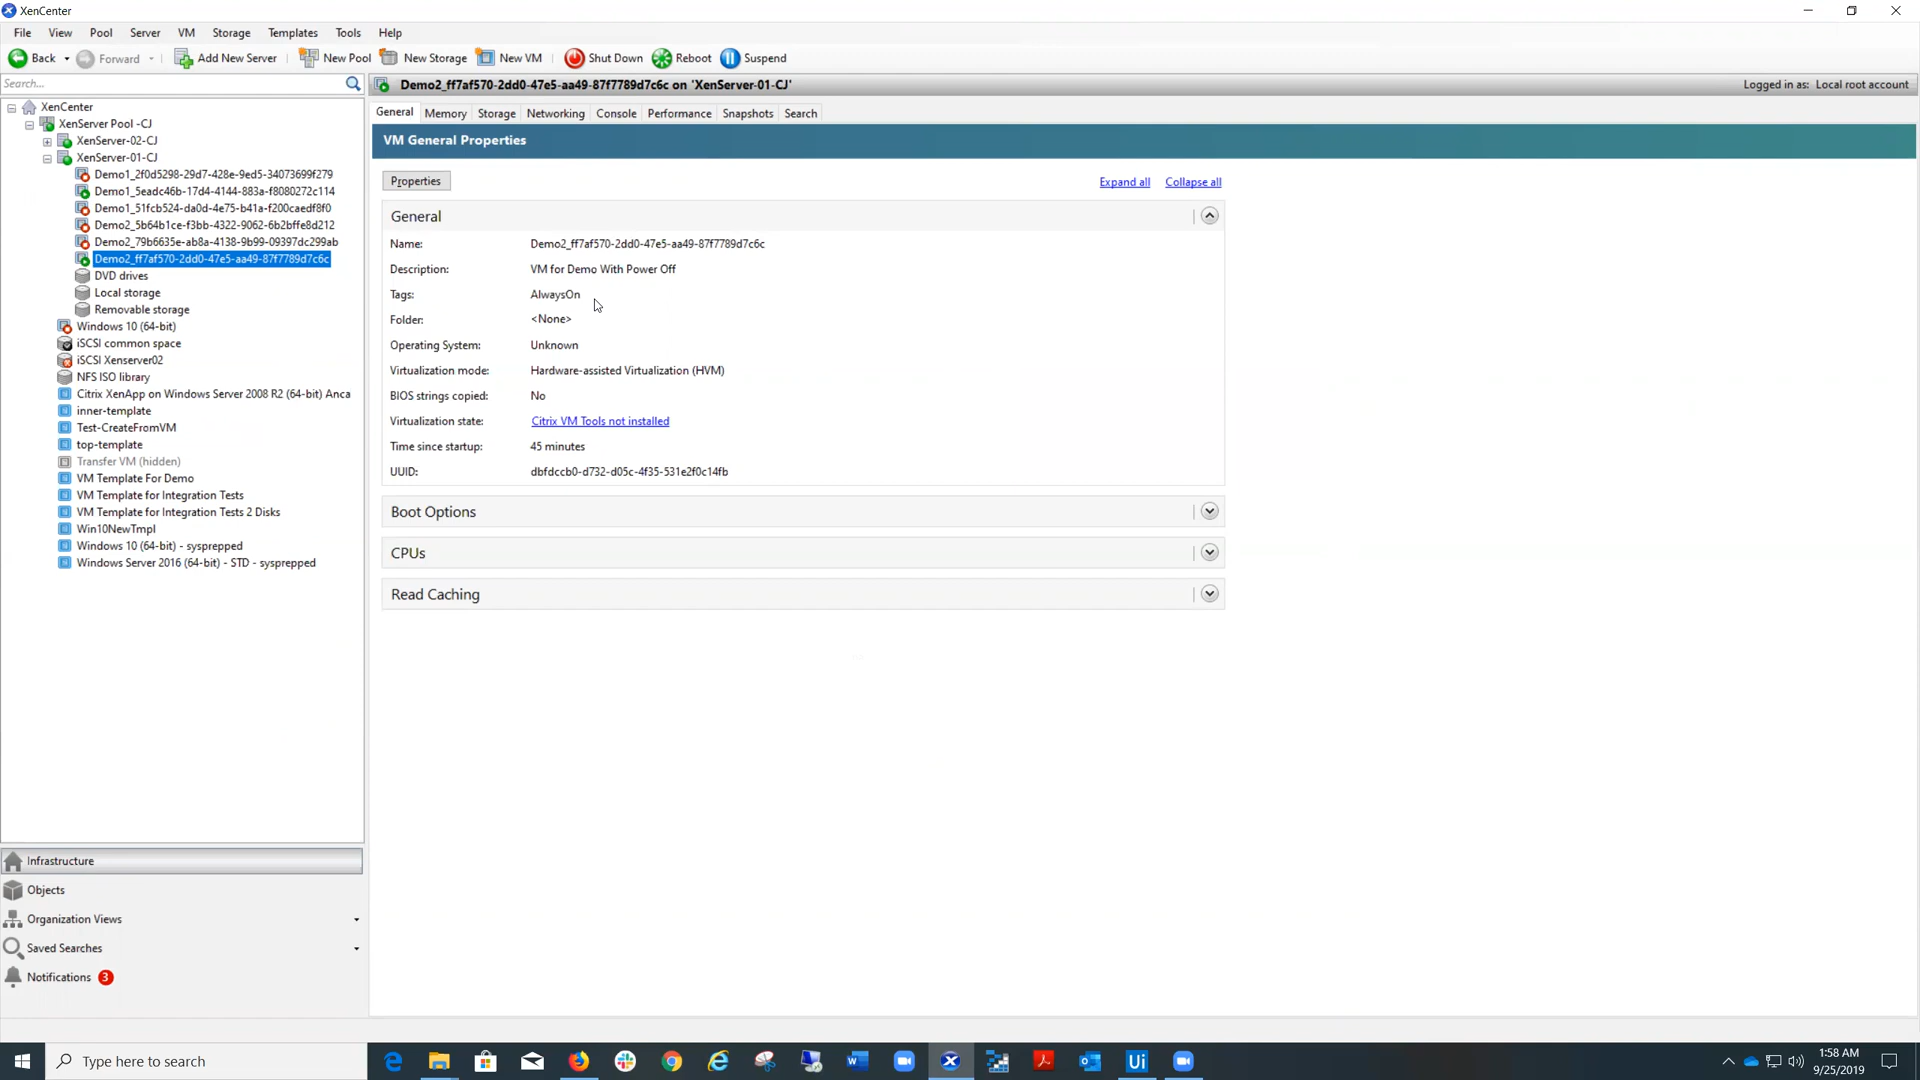 XenCenter
File View Pool Server VM Storage Templates Tools Help
Back Forward Add New Server New Pool New Storage New VM Shut Down Reboot Suspend
Search...
Demo2_ff7af570-2dd0-47e5-aa49-87f7789d7c6c on 'XenServer-01-CJ' Logged in as: Local root account
XenCenter
XenServer Pool -CJ
XenServer-02-CJ
XenServer-01-CJ
Demo1_2f0d5298-29d7-428e-9ed5-34073699f279
Demo1_5eadc46b-17d4-4144-883a-f8080272c114
Demo1_51fcb524-da0d-4e75-b41a-f200caedf8f0
Demo2_5b64b1ce-f3bb-4322-9062-6b2bffe8d212
Demo2_79b6635e-ab8a-4138-9b99-09397dc299ab
Demo2_ff7af570-2dd0-47e5-aa49-87f7789d7c6c
DVD drives
Local storage
Removable storage
Windows 10 (64-bit)
iSCSI common space
iSCSI Xenserver02
NFS ISO library
Citrix XenApp on Windows Server 2008 R2 (64-bit) Anca
inner-template
Test-CreateFromVM
top-template
Transfer VM (hidden)
VM Template For Demo
VM Template for Integration Tests
VM Template for Integration Tests 2 Disks
Win10NewTmpl
Windows 10 (64-bit) - sysprepped
Windows Server 2016 (64-bit) - STD - sysprepped
Infrastructure
Objects
Organization Views
Saved Searches
Notifications 3
General Memory Storage Networking Console Performance Snapshots Search
VM General Properties
Properties Expand all Collapse all
General
Name: Demo2_ff7af570-2dd0-47e5-aa49-87f7789d7c6c
Description: VM for Demo With Power Off
Tags: AlwaysOn
Folder: <None>
Operating System: Unknown
Virtualization mode: Hardware-assisted Virtualization (HVM)
BIOS strings copied: No
Virtualization state: Citrix VM Tools not installed
Time since startup: 45 minutes
UUID: dbfdccb0-d732-d05c-4f35-531e2f0c14fb
Boot Options
CPUs
Read Caching
Type here to search
Ui
1:58 AM
9/25/2019